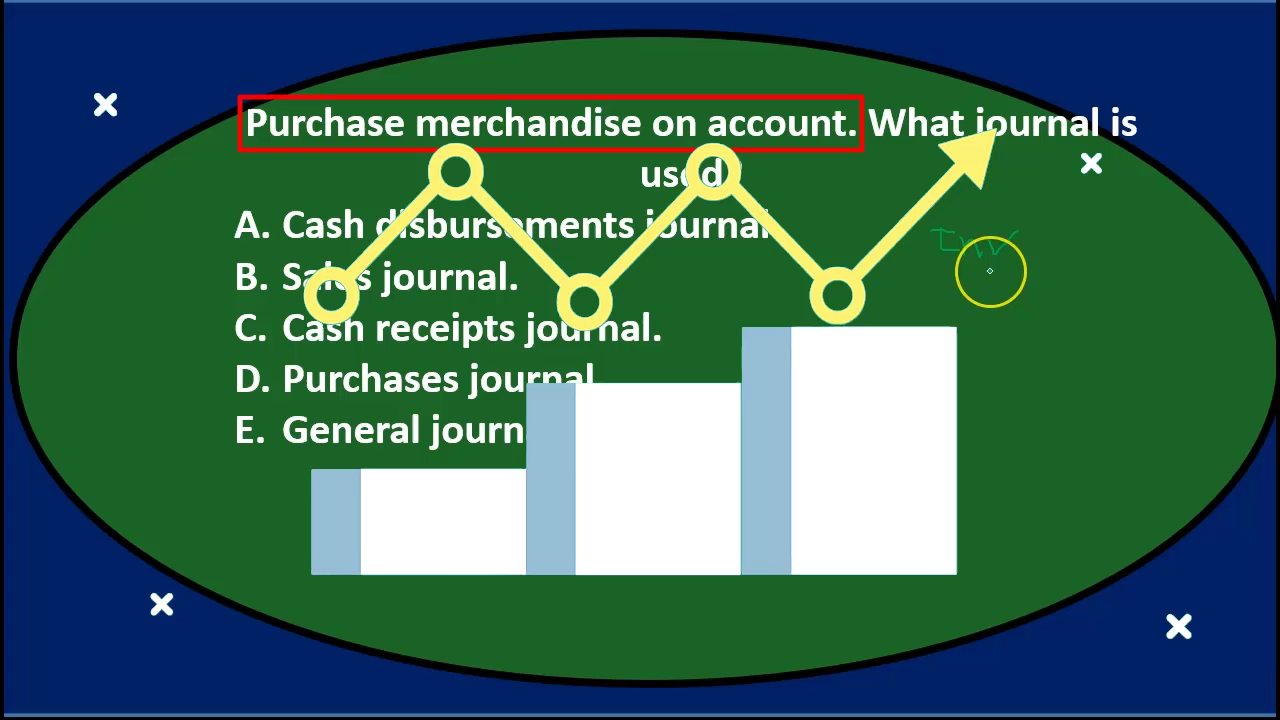 Purchase merchandise on account. What journal is
used
A. Cash disbursements journal
B. Sales journal.
C. Cash receipts journal.
D. Purchases journal
E. General journ